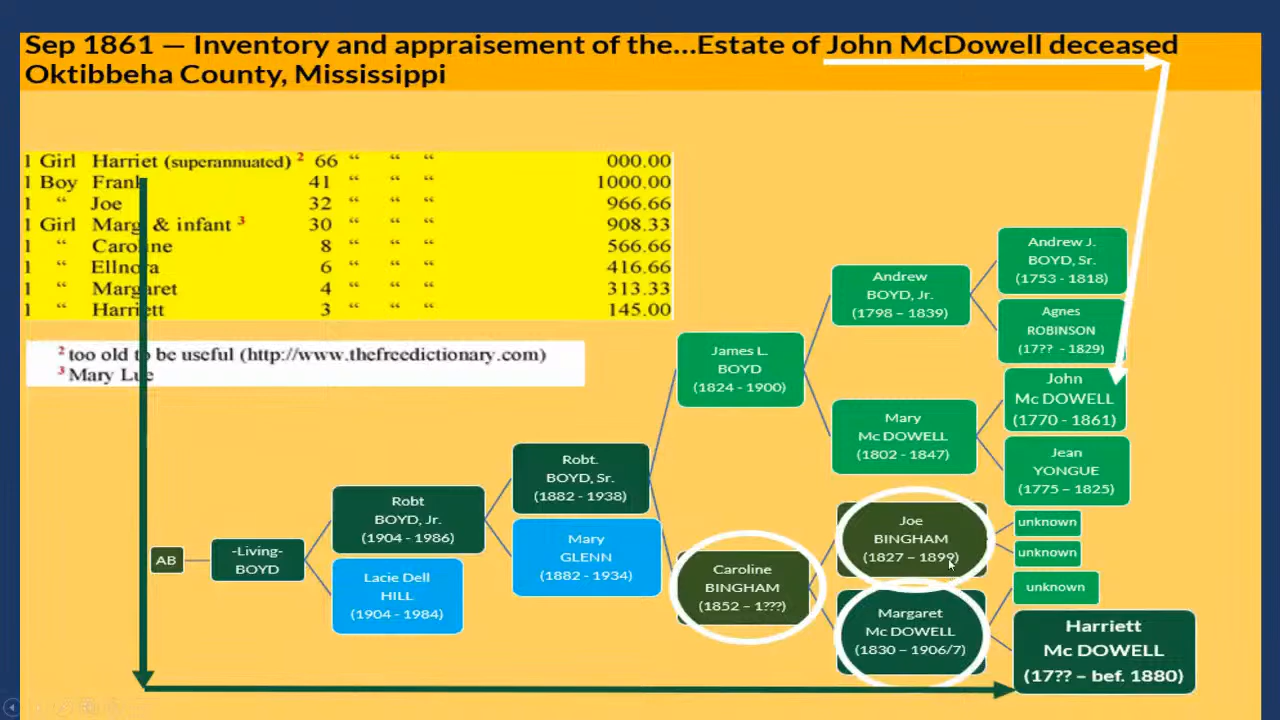 Sep 1861 — Inventory and appraisement of the...Estate of John McDowell deceased
Oktibbeha County, Mississippi
1 Girl Harriet (superannuated) 2 66 “ “ “ 000.00
1 Boy Frank 41 “ “ “ 1000.00
1 “ Joe 32 “ “ “ 966.66
1 Girl Marg & infant 3 30 “ “ “ 908.33
1 “ Caroline 8 “ “ “ 566.66
1 “ Ellnora 6 “ “ “ 416.66
1 “ Margaret 4 “ “ “ 313.33
1 “ Harriett 3 “ “ “ 145.00
2 too old to be useful (http://www.thefreedictionary.com)
3 Mary Lue
AB
-Living-
BOYD
Robt
BOYD, Jr.
(1904 - 1986)
Lacie Dell
HILL
(1904 - 1984)
Robt.
BOYD, Sr.
(1882 - 1938)
Mary
GLENN
(1882 - 1934)
James L.
BOYD
(1824 - 1900)
Caroline
BINGHAM
(1852 – 1???)
Andrew
BOYD, Jr.
(1798 – 1839)
Mary
Mc DOWELL
(1802 - 1847)
Joe
BINGHAM
(1827 – 1899)
Margaret
Mc DOWELL
(1830 – 1906/7)
Andrew J.
BOYD, Sr.
(1753 - 1818)
Agnes
ROBINSON
(17?? - 1829)
John
Mc DOWELL
(1770 - 1861)
Jean
YONGUE
(1775 – 1825)
unknown
unknown
unknown
Harriett
Mc DOWELL
(17?? – bef. 1880)